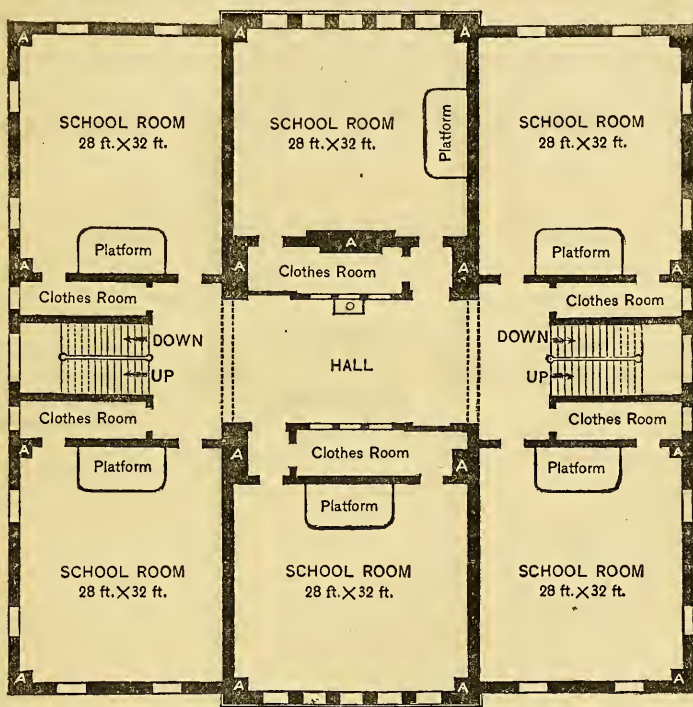 A
A
A
A
SCHOOL ROOM
28 ft.×32 ft.
SCHOOL ROOM
28 ft.×32 ft.
Platform
SCHOOL ROOM
28 ft.×32 ft.
Platform
A
A
A
A
Platform
A
Clothes Room
Clothes Room
Clothes Room
DOWN
UP
HALL
DOWN
UP
Clothes Room
Clothes Room
Clothes Room
A
A
A
A
Platform
Platform
Platform
SCHOOL ROOM
28 ft.×32 ft.
SCHOOL ROOM
28 ft.×32 ft.
SCHOOL ROOM
28 ft.×32 ft.
A
A
A
A